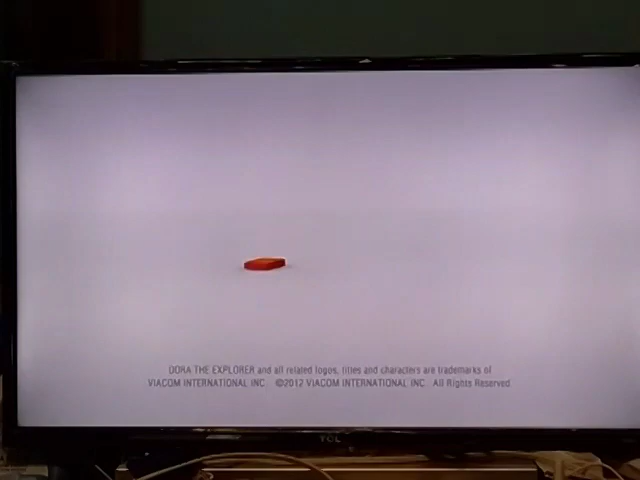 DORA THE EXPLORER and all related logos, titles and characters are trademarks of
VIACOM INTERNATIONAL INC. ©2012 VIACOM INTERNATIONAL INC. All Rights Reserved
TCL